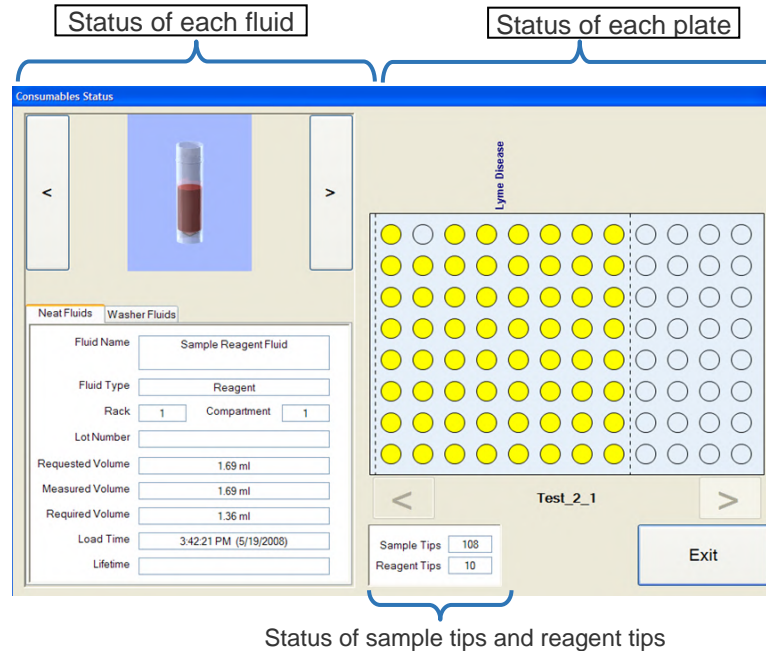 Status of each fluid
Status of each plate
Consumables Status
<
>
Lyme Disease
Neat Fluids
Washer Fluids
Fluid Name
Sample Reagent Fluid
Fluid Type
Reagent
Rack 1 Compartment 1
Lot Number
Requested Volume 1.69 ml
Measured Volume 1.69 ml
Required Volume 1.36 ml
Load Time 3:42:21 PM (5/19/2008)
Lifetime
< Test_2_1 >
Sample Tips 108
Reagent Tips 10
Exit
Status of sample tips and reagent tips